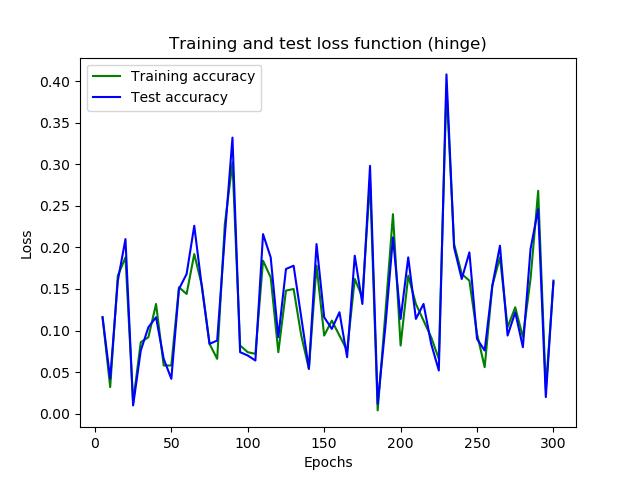 Training and test loss function (hinge)
Training accuracy
Test accuracy
0.40
0.35
0.30
0.25
0.20
0.15
0.10
0.05
0.00
Loss
0 50 100 150 200 250 300
Epochs